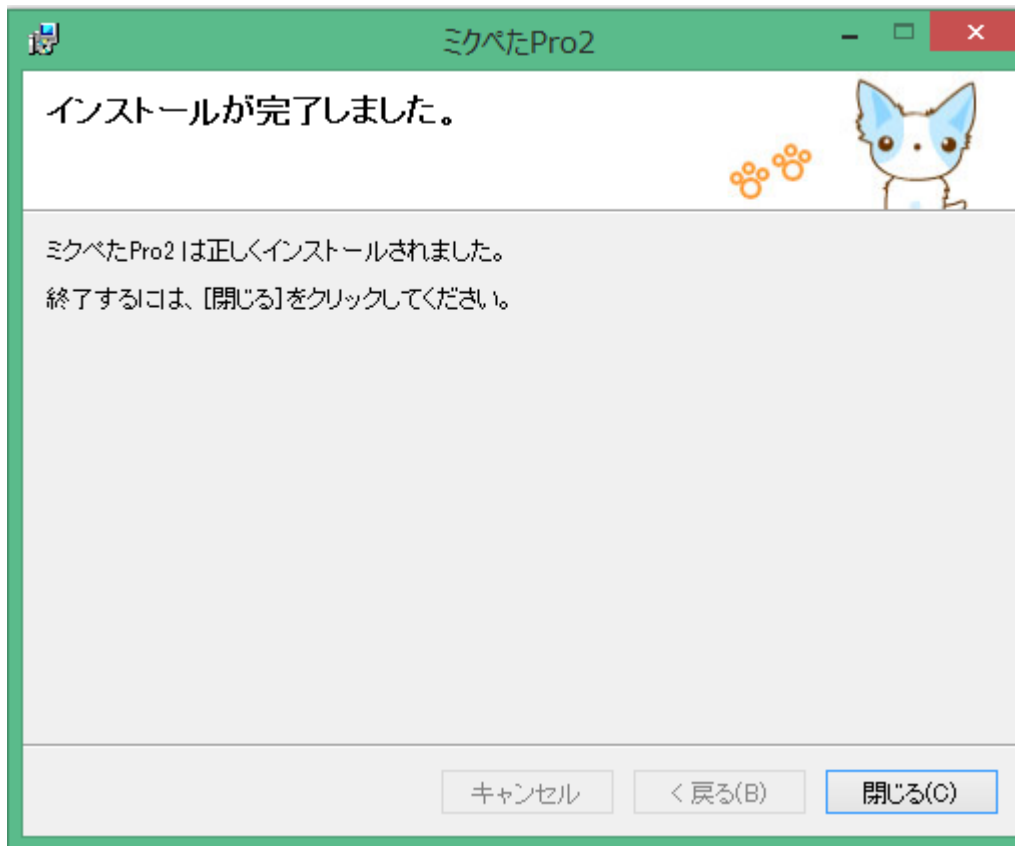 ミクぺたPro2
インストールが完了しました。
ミクぺたPro2 は正しくインストールされました。
終了するには、[閉じる]をクリックしてください。
キャンセル
< 戻る(B)
閉じる(C)